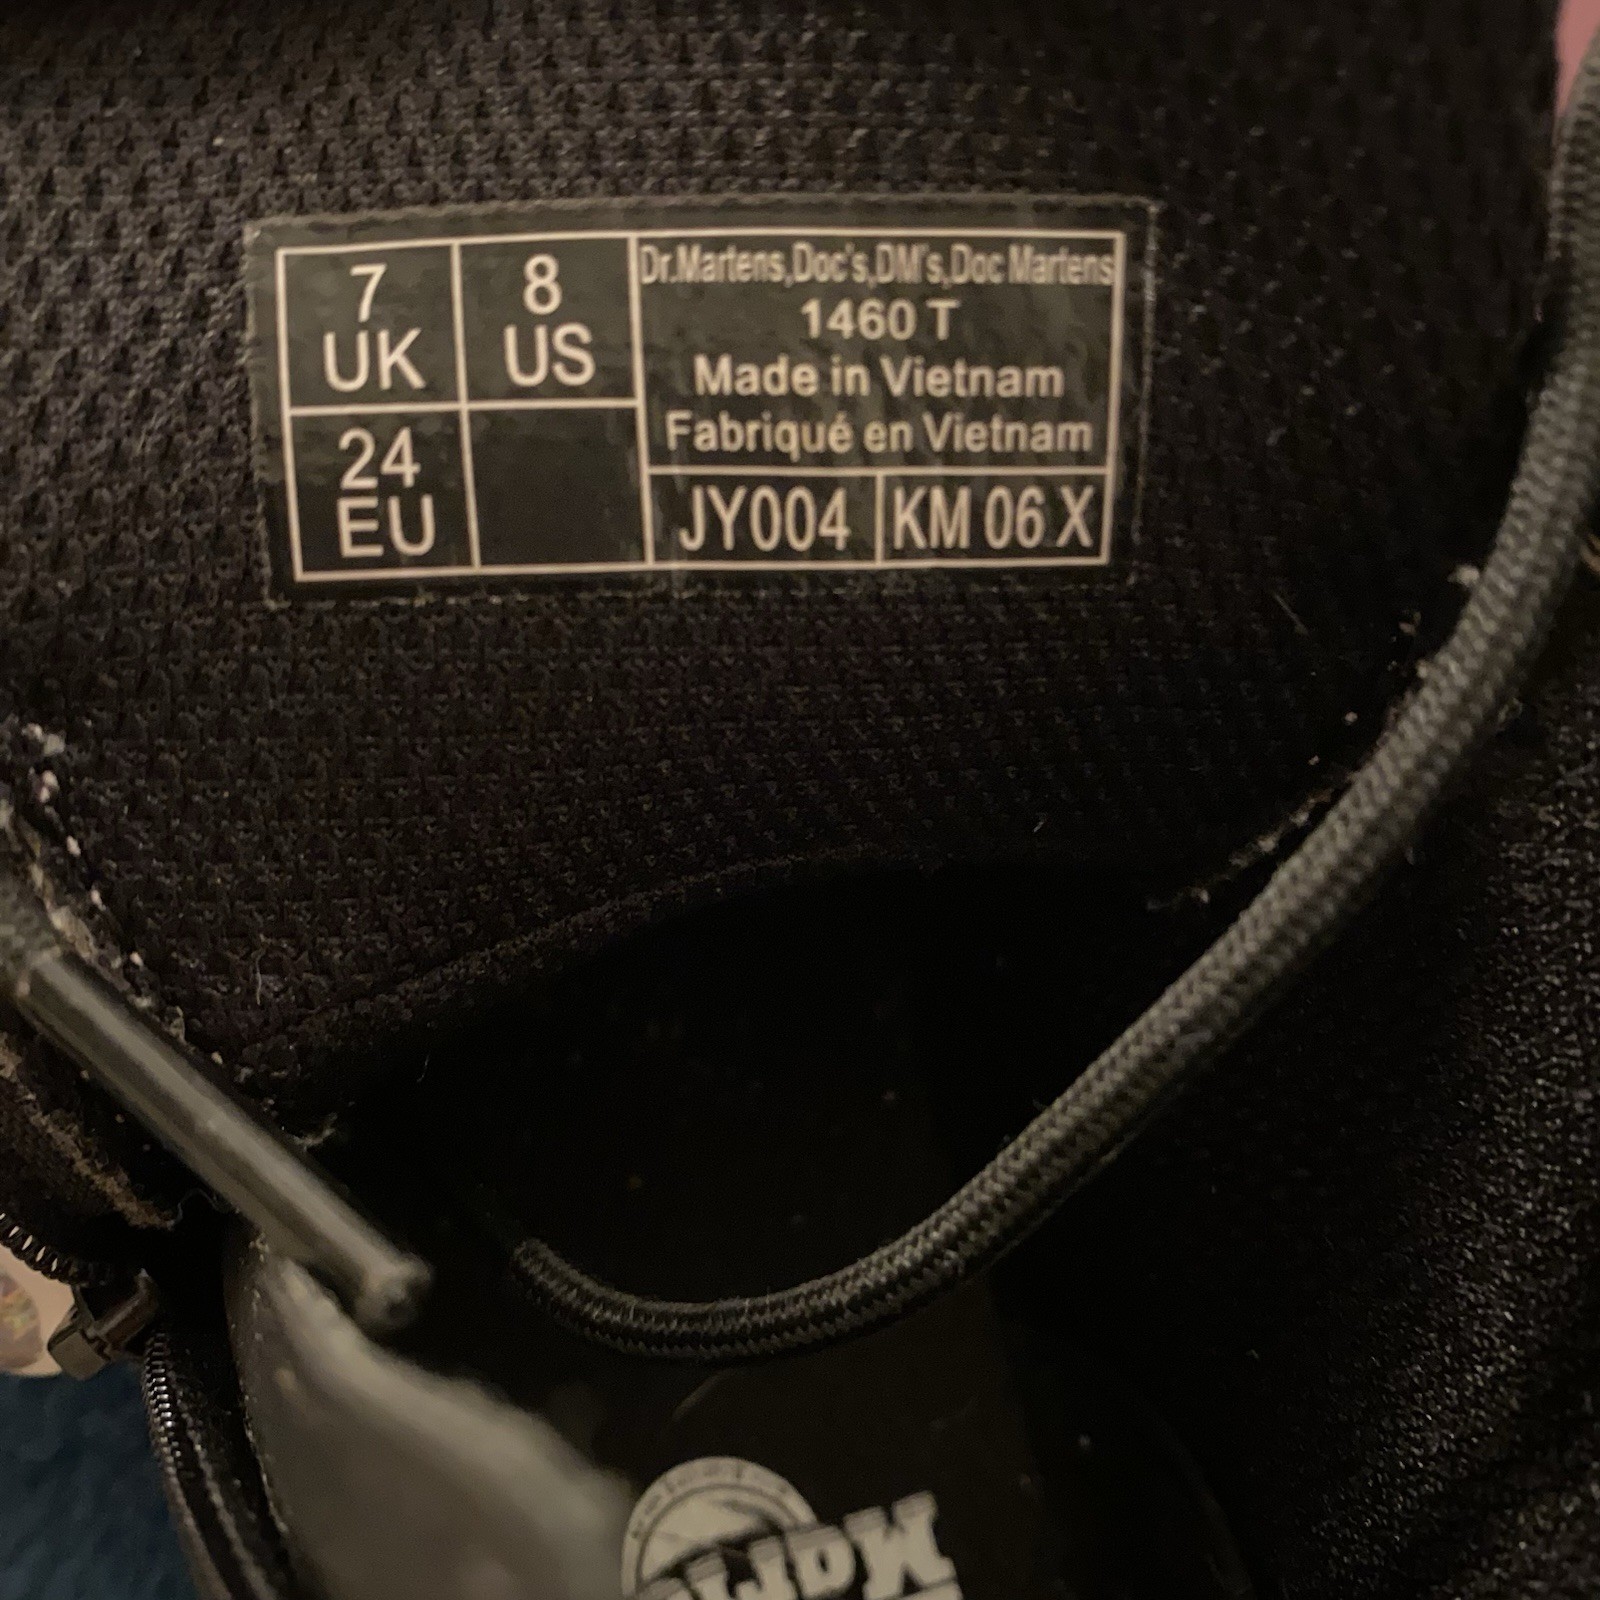 7
UK
8
US
24
EU
Dr.Martens,Doc's,DM's,Doc Martens
1460 T
Made in Vietnam
Fabriqué en Vietnam
JY004
KM 06 X